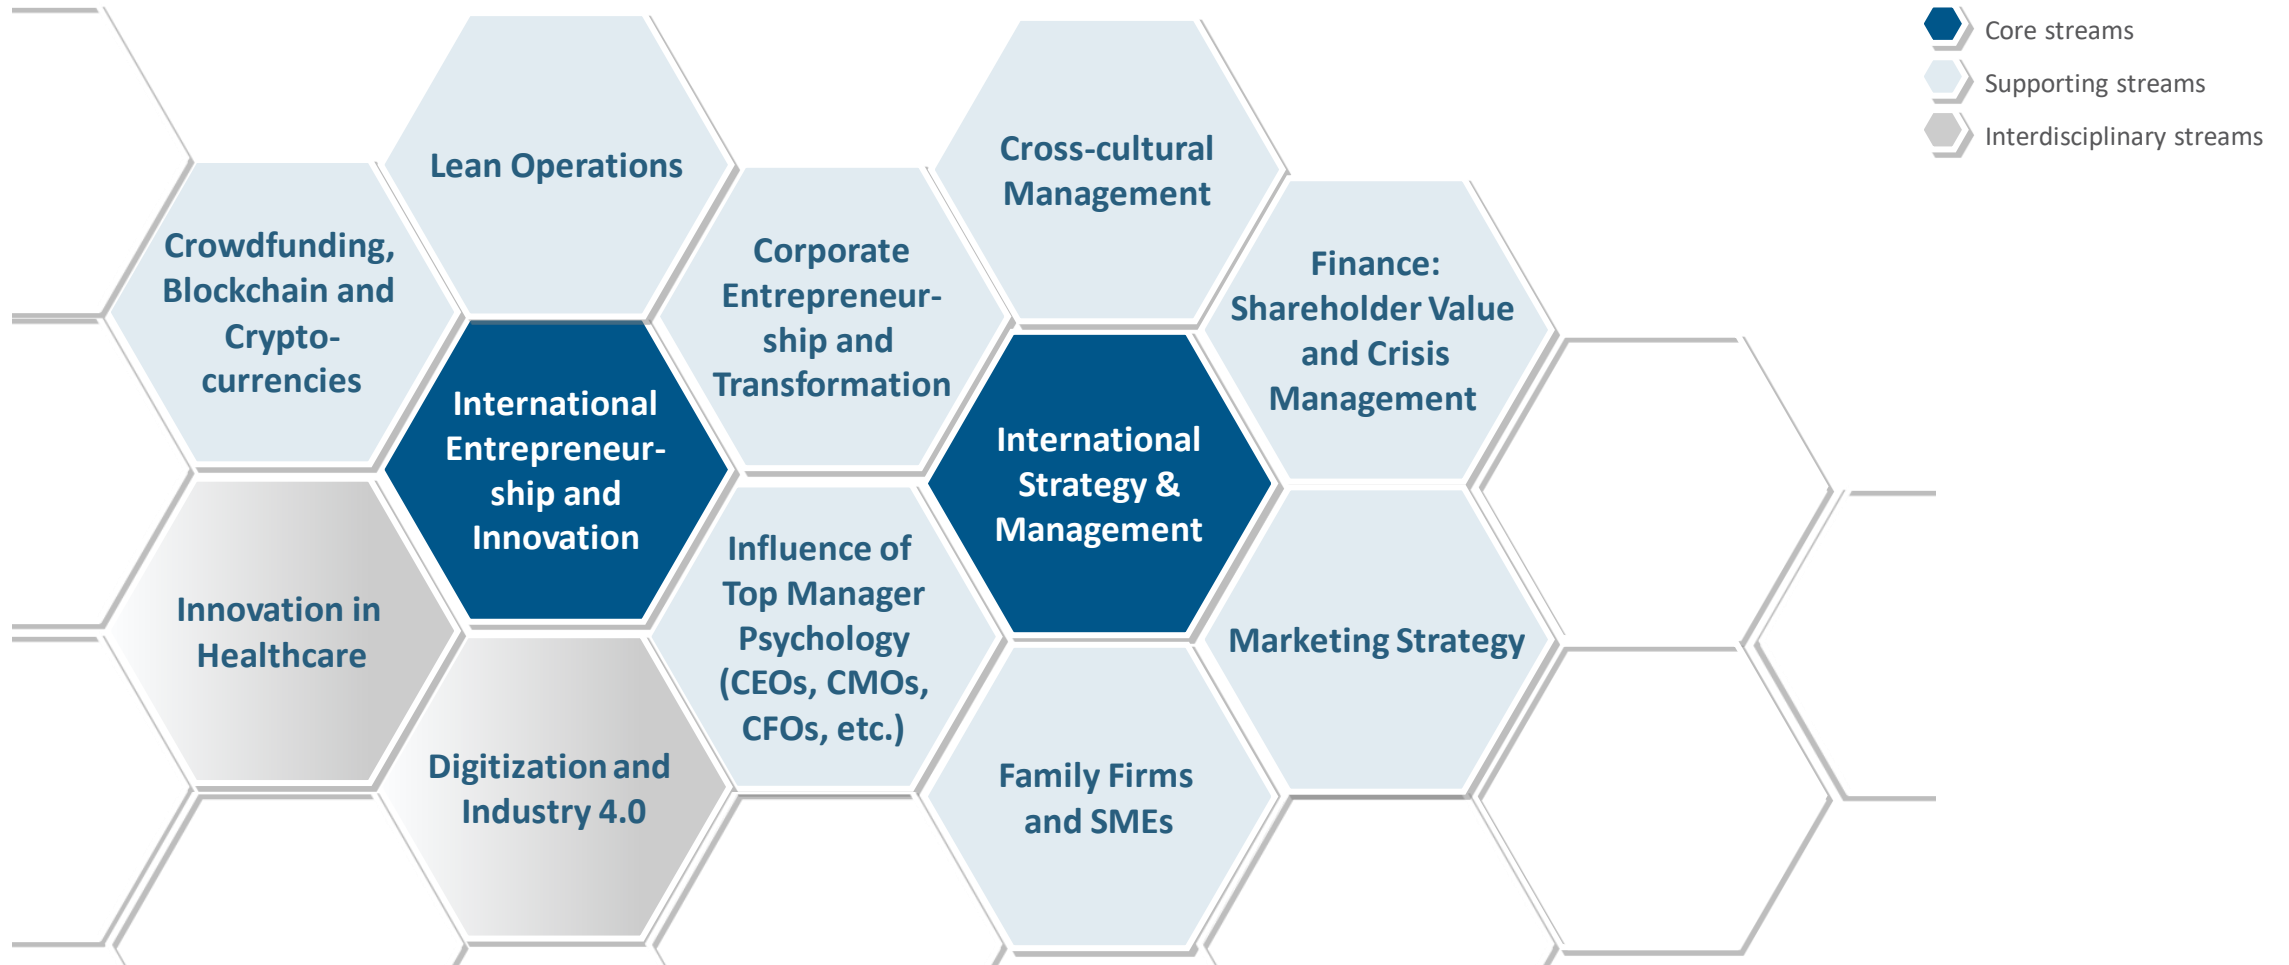 Core streams
Supporting streams
Interdisciplinary streams
Lean Operations
Cross-cultural
Management
Crowdfunding,
Blockchain and
Crypto-
currencies
Corporate
Entrepreneur-
ship and
Transformation
Finance:
Shareholder Value
and Crisis
Management
International
Entrepreneur-
ship and
Innovation
International
Strategy &
Management
Innovation in
Healthcare
Influence of
Top Manager
Psychology
(CEOs, CMOs,
CFOs, etc.)
Marketing Strategy
Digitization and
Industry 4.0
Family Firms
and SMEs